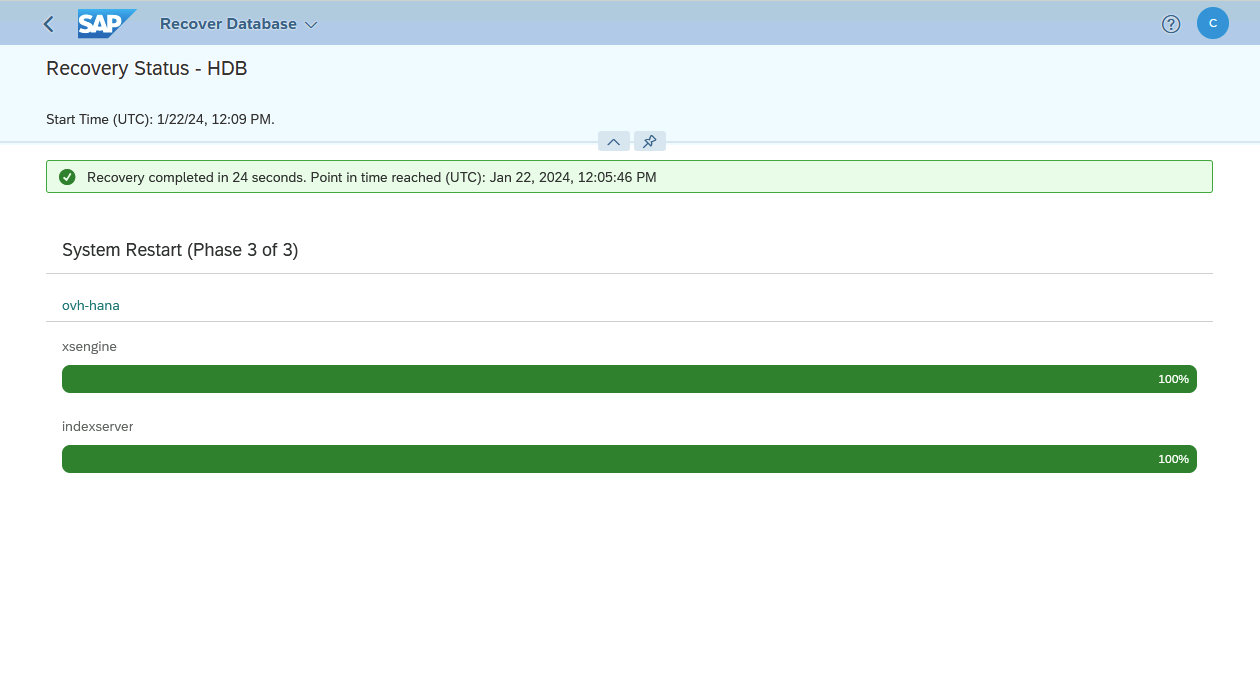 SAP Recover Database
? C
Recovery Status - HDB
Start Time (UTC): 1/22/24, 12:09 PM.
Recovery completed in 24 seconds. Point in time reached (UTC): Jan 22, 2024, 12:05:46 PM
System Restart (Phase 3 of 3)
ovh-hana
xsengine
100%
indexserver
100%